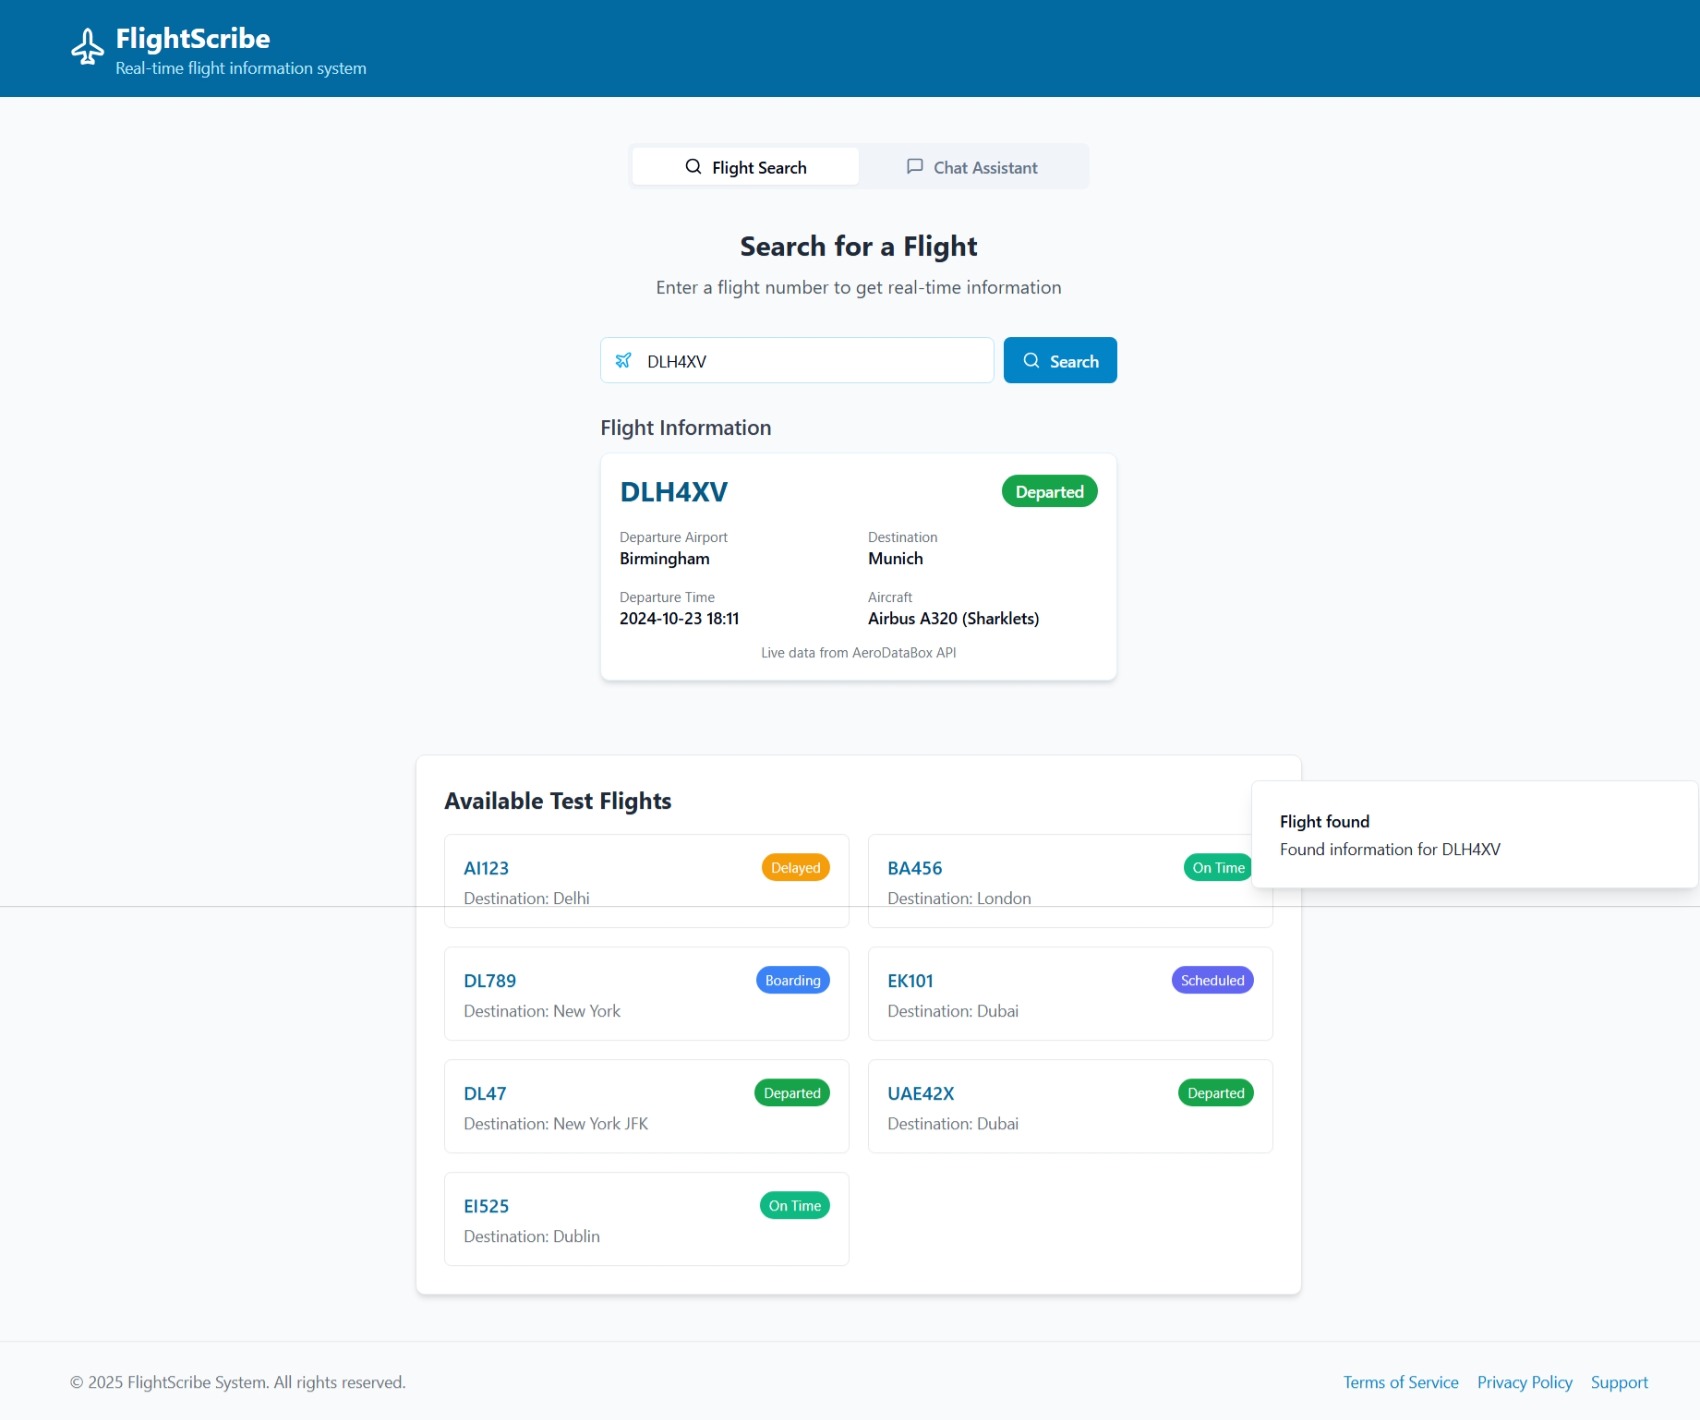 FlightScribe
Real-time flight information system
Flight Search
Chat Assistant
Search for a Flight
Enter a flight number to get real-time information
DLH4XV
Search
Flight Information
DLH4XV
Departed
Departure Airport
Birmingham
Destination
Munich
Departure Time
2024-10-23 18:11
Aircraft
Airbus A320 (Sharklets)
Live data from AeroDataBox API
Available Test Flights
AI123
Delayed
Destination: Delhi
BA456
On Time
Destination: London
Flight found
Found information for DLH4XV
DL789
Boarding
Destination: New York
EK101
Scheduled
Destination: Dubai
DL47
Departed
Destination: New York JFK
UAE42X
Departed
Destination: Dubai
EI525
On Time
Destination: Dublin
© 2025 FlightScribe System. All rights reserved.
Terms of Service
Privacy Policy
Support